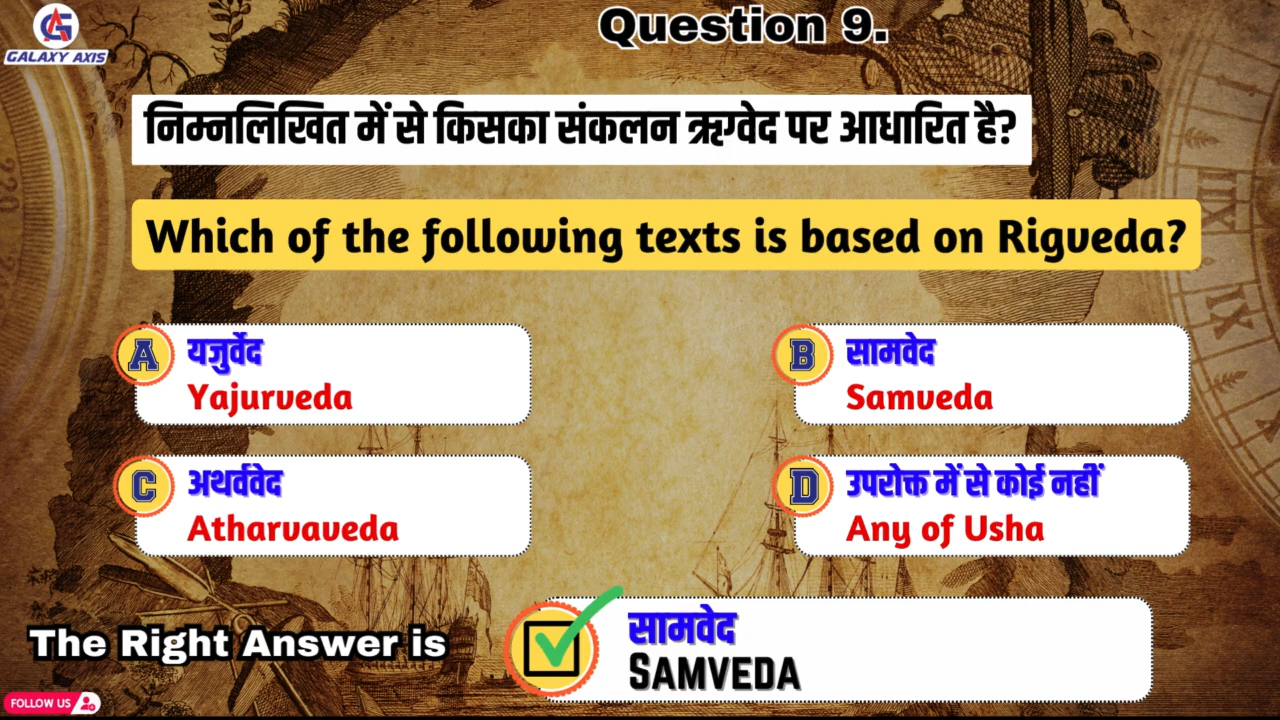 GALAXY AXIS
Question 9.
निम्नलिखित में से किसका संकलन ऋग्वेद पर आधारित है?
Which of the following texts is based on Rigveda?
A यजुर्वेद
Yajurveda
B सामवेद
Samveda
C अथर्ववेद
Atharvaveda
D उपरोक्त में से कोई नहीं
Any of Usha
The Right Answer is
सामवेद
SAMVEDA
FOLLOW US